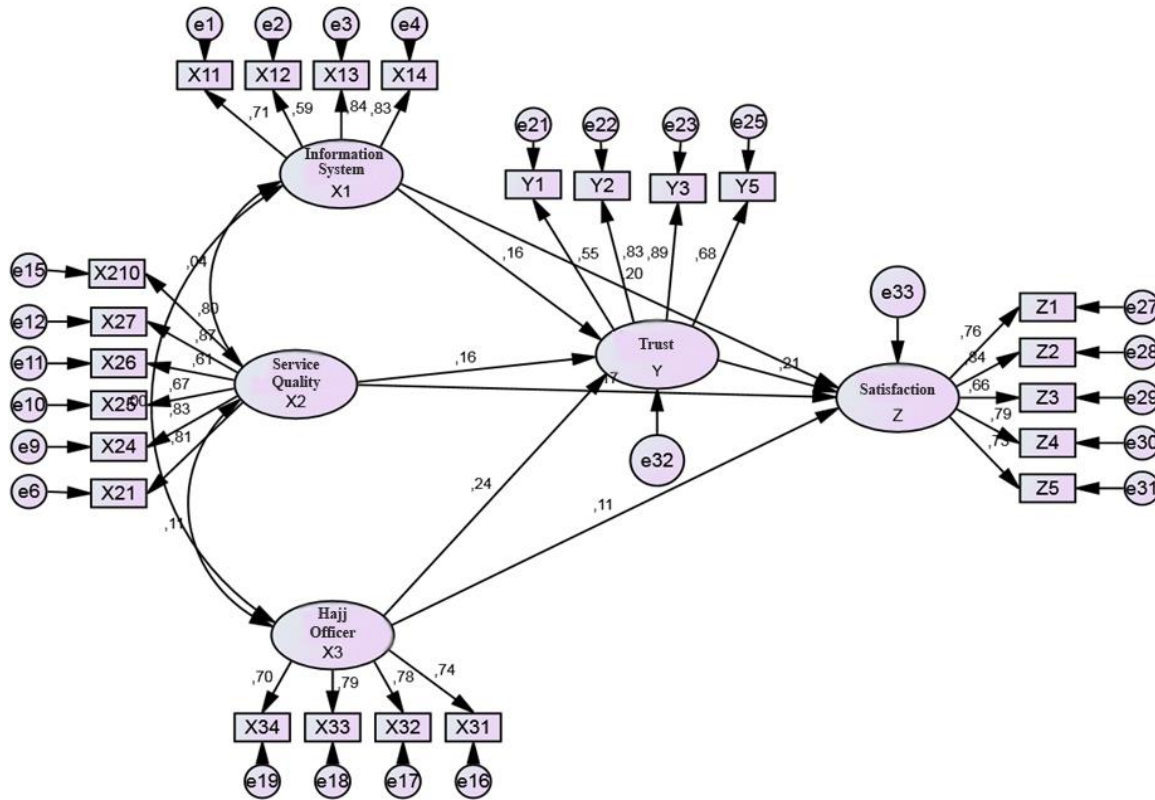 e1
e2
e3
e4
X11
X12
X13
X14
,71
,59
,84
,83
Information
System
X1
e21
e22
e23
e25
Y1
Y2
Y3
Y5
,55
,83
,89
,68
,16
,20
,04
e15
X210
,80
e12
X27
,87
e11
X26
,61
e10
X25
,00
,67
e9
X24
,83
e6
X21
,81
Service
Quality
X2
,16
Trust
Y
,21
e32
e33
Satisfaction
Z
,76
Z1
e27
,84
Z2
e28
,66
Z3
e29
,79
Z4
e30
Z5
e31
,11
,24
,11
Hajj
Officer
X3
,70
,79
,78
,74
X34
X33
X32
X31
e19
e18
e17
e16